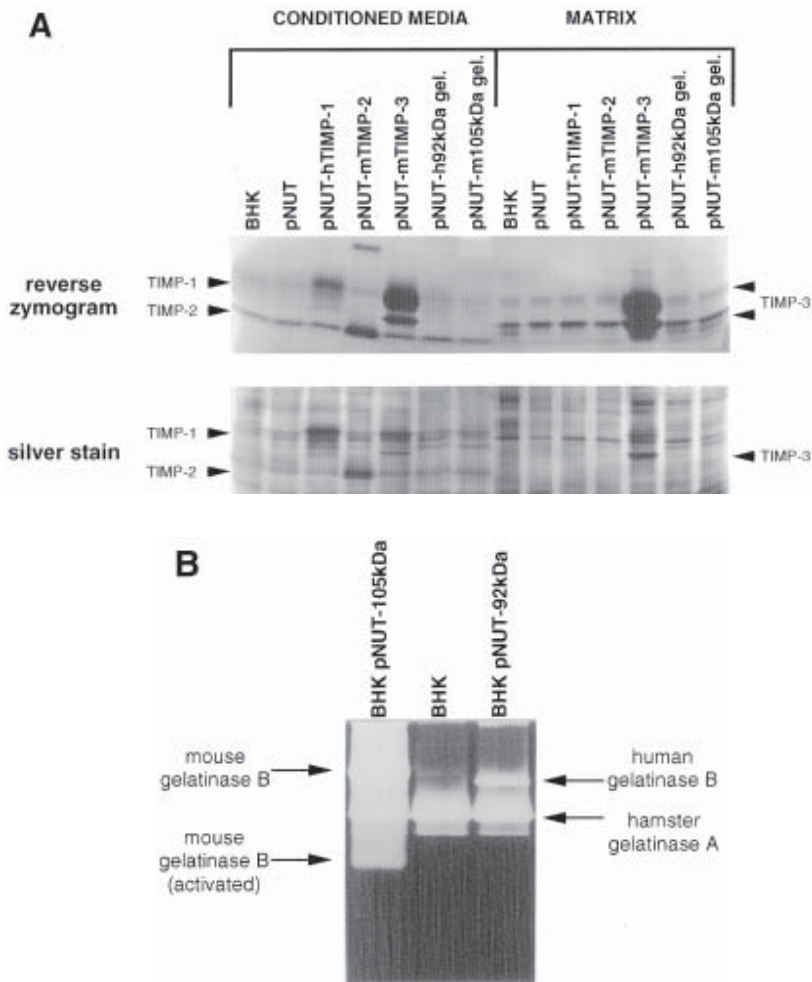 A
CONDITIONED MEDIA
MATRIX
BHK
pNUT
pNUT-hTIMP-1
pNUT-mTIMP-2
pNUT-mTIMP-3
pNUT-h92kDa gel.
pNUT-m105kDa gel.
BHK
pNUT
pNUT-hTIMP-1
pNUT-mTIMP-2
pNUT-mTIMP-3
pNUT-h92kDa gel.
pNUT-m105kDa gel.
reverse
zymogram
TIMP-1
TIMP-2
TIMP-3
silver stain
TIMP-1
TIMP-2
TIMP-3
B
BHK pNUT-105kDa
BHK
BHK pNUT-92kDa
mouse
gelatinase B
mouse
gelatinase B
(activated)
human
gelatinase B
hamster
gelatinase A